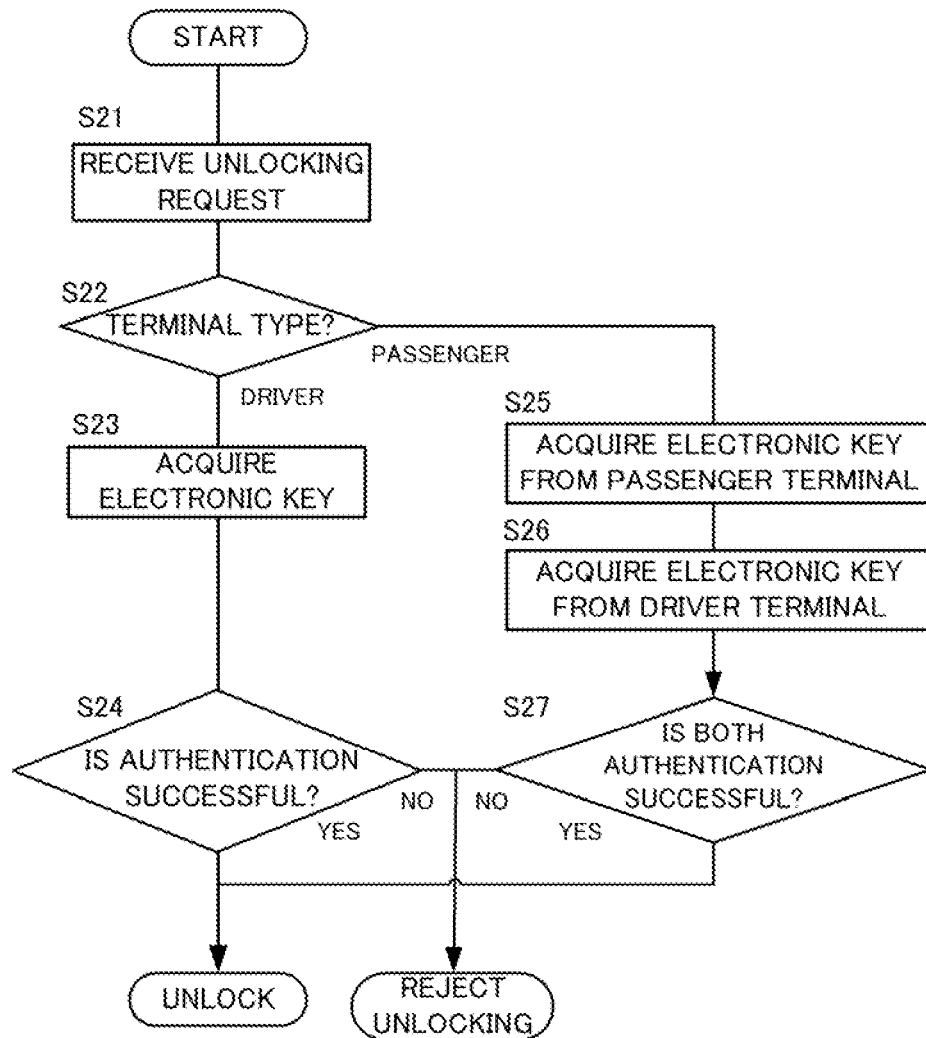 START
S21
RECEIVE UNLOCKING
REQUEST
S22
TERMINAL TYPE?
PASSENGER
DRIVER
S23
ACQUIRE
ELECTRONIC KEY
S25
ACQUIRE ELECTRONIC KEY
FROM PASSENGER TERMINAL
S26
ACQUIRE ELECTRONIC KEY
FROM DRIVER TERMINAL
S24
IS AUTHENTICATION
SUCCESSFUL?
NO
YES
S27
IS BOTH
AUTHENTICATION
SUCCESSFUL?
NO
YES
UNLOCK
REJECT
UNLOCKING